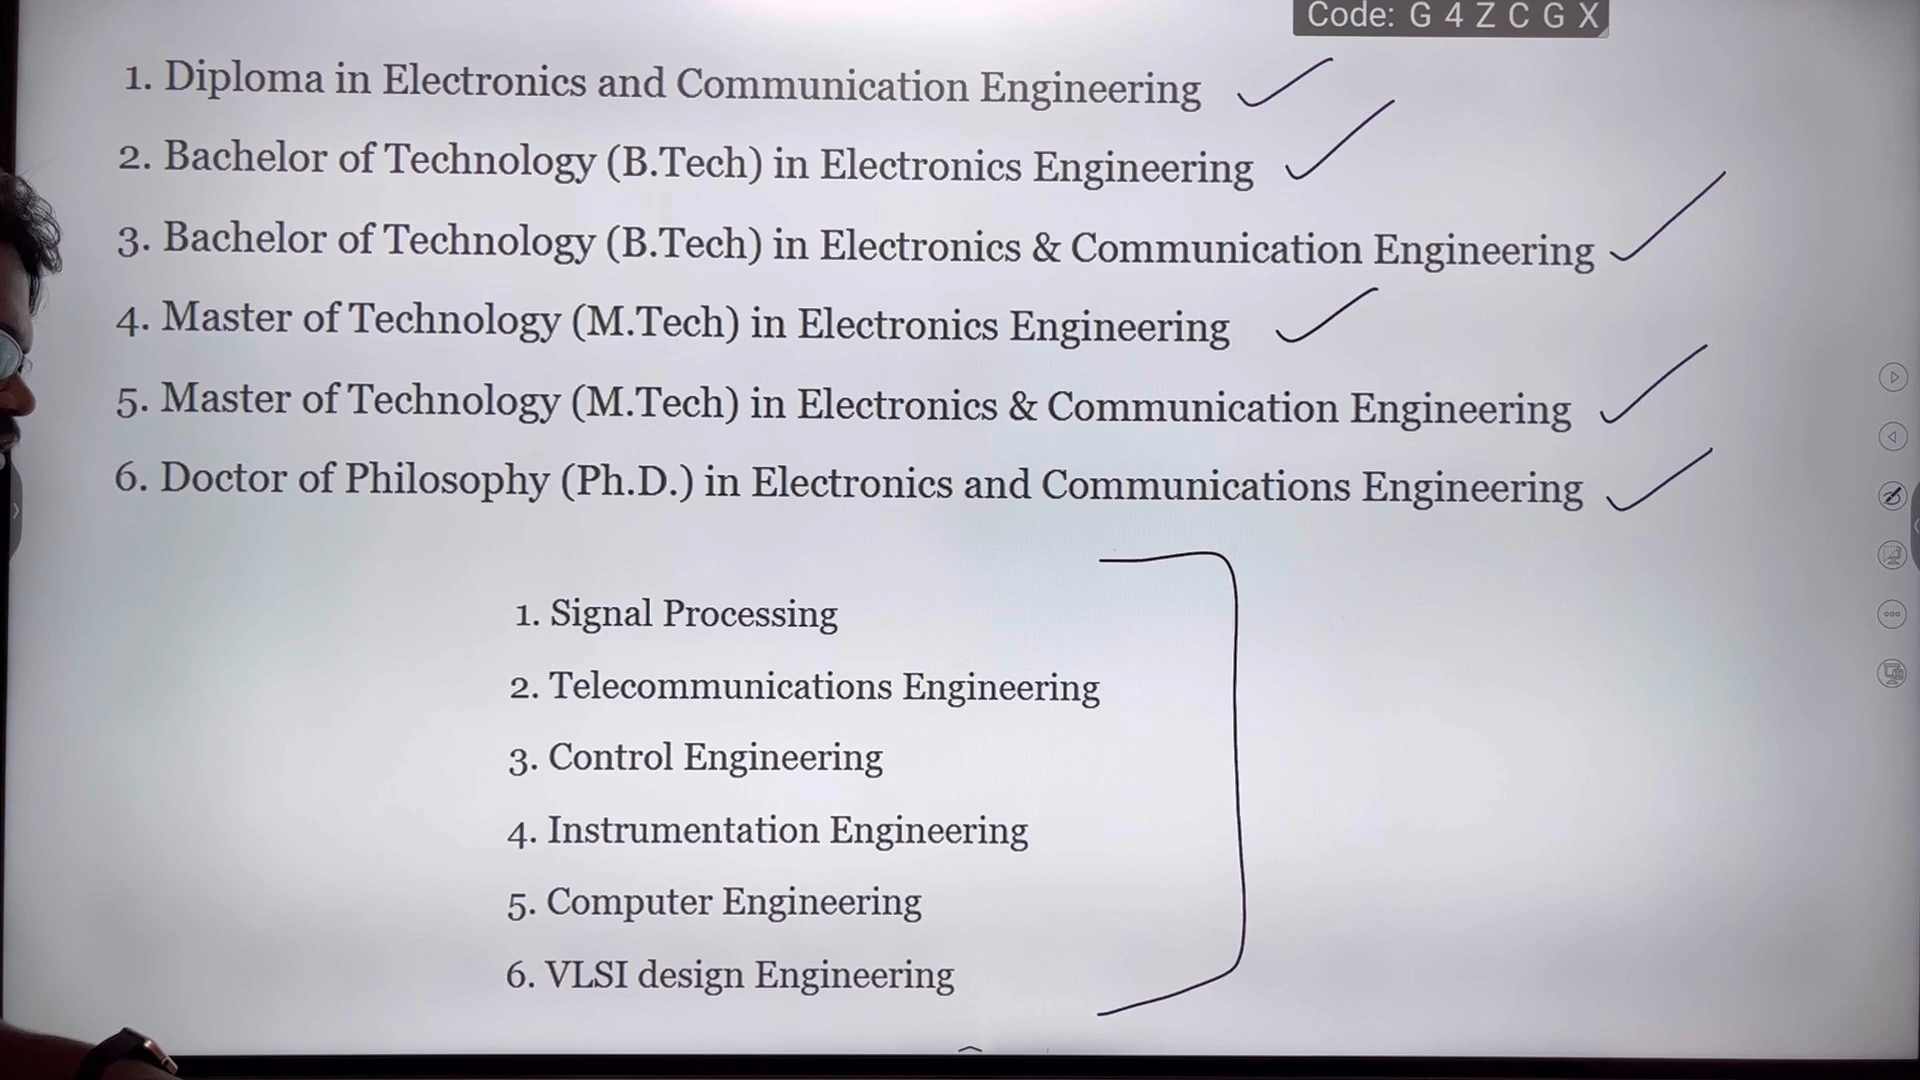 Code: G 4 Z C G X
1. Diploma in Electronics and Communication Engineering
2. Bachelor of Technology (B.Tech) in Electronics Engineering
3. Bachelor of Technology (B.Tech) in Electronics & Communication Engineering
4. Master of Technology (M.Tech) in Electronics Engineering
5. Master of Technology (M.Tech) in Electronics & Communication Engineering
6. Doctor of Philosophy (Ph.D.) in Electronics and Communications Engineering
1. Signal Processing
2. Telecommunications Engineering
3. Control Engineering
4. Instrumentation Engineering
5. Computer Engineering
6. VLSI design Engineering